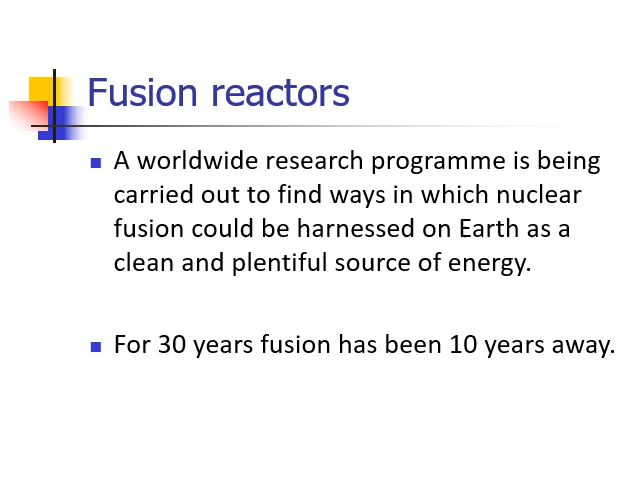 Fusion reactors
A worldwide research programme is being
carried out to find ways in which nuclear
fusion could be harnessed on Earth as a
clean and plentiful source of energy.
For 30 years fusion has been 10 years away.